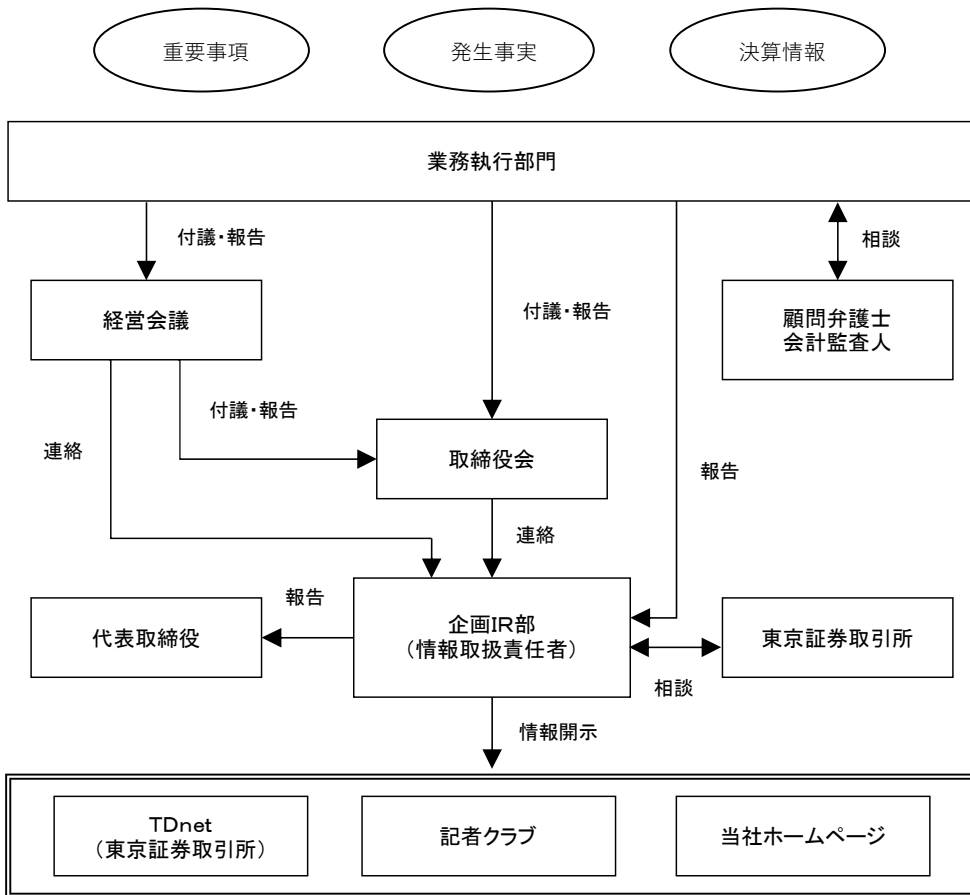 重要事項
発生事実
決算情報
業務執行部門
付議・報告
相談
経営会議
付議・報告
顧問弁護士
会計監査人
付議・報告
連絡
取締役会
報告
連絡
報告
代表取締役
企画IR部
（情報取扱責任者）
東京証券取引所
相談
情報開示
TDnet
（東京証券取引所）
記者クラブ
当社ホームページ